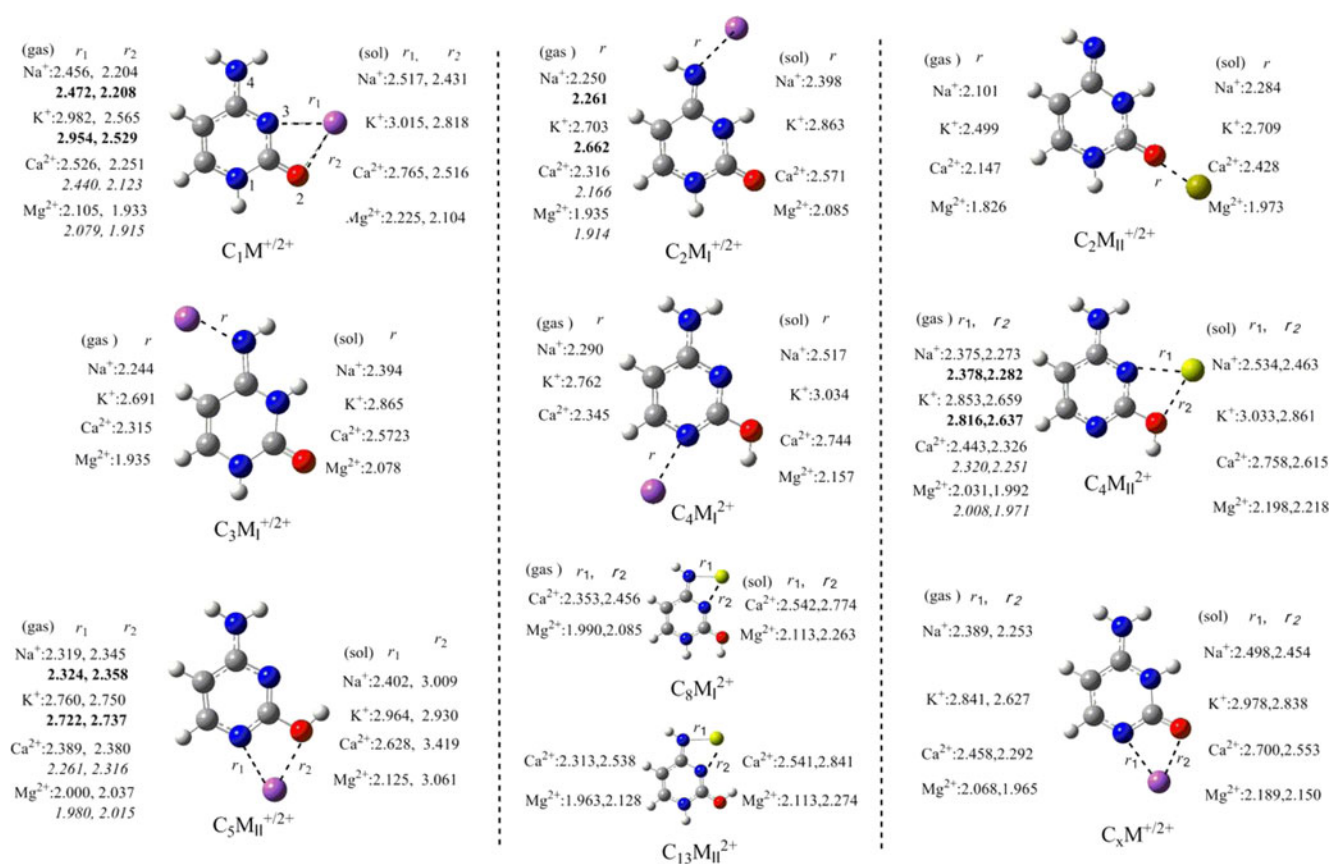 (gas) r₁ r₂
Na⁺:2.456, 2.204
2.472, 2.208
K⁺:2.982, 2.565
2.954, 2.529
Ca²⁺:2.526, 2.251
2.440. 2.123
Mg²⁺:2.105, 1.933
2.079, 1.915
4
3
1
2
r₁
r₂
(sol) r₁, r₂
Na⁺:2.517, 2.431
K⁺:3.015, 2.818
Ca²⁺:2.765, 2.516
.Mg²⁺:2.225, 2.104
C₁M⁺/²⁺
(gas ) r
Na⁺:2.250
2.261
K⁺:2.703
2.662
Ca²⁺:2.316
2.166
Mg²⁺:1.935
1.914
r
(sol) r
Na⁺:2.398
K⁺:2.863
Ca²⁺:2.571
Mg²⁺:2.085
C₂M_I⁺/²⁺
(gas ) r
Na⁺:2.101
K⁺:2.499
Ca²⁺:2.147
Mg²⁺:1.826
r
(sol) r
Na⁺:2.284
K⁺:2.709
Ca²⁺:2.428
Mg²⁺:1.973
C₂M_II⁺/²⁺
(gas ) r
Na⁺:2.244
K⁺:2.691
Ca²⁺:2.315
Mg²⁺:1.935
r
(sol) r
Na⁺:2.394
K⁺:2.865
Ca²⁺:2.5723
Mg²⁺:2.078
C₃M_I⁺/²⁺
(gas ) r
Na⁺:2.290
K⁺:2.762
Ca²⁺:2.345
r
(sol) r
Na⁺:2.517
K⁺:3.034
Ca²⁺:2.744
Mg²⁺:2.157
C₄M_I²⁺
(gas ) r₁, r₂
Na⁺:2.375,2.273
2.378,2.282
K⁺: 2.853,2.659
2.816,2.637
Ca²⁺:2.443,2.326
2.320,2.251
Mg²⁺:2.031,1.992
2.008,1.971
r₁
r₂
(sol) r₁, r₂
Na⁺:2.534,2.463
K⁺:3.033,2.861
Ca²⁺:2.758,2.615
Mg²⁺:2.198,2.218
C₄M_II²⁺
(gas) r₁ r₂
Na⁺:2.319, 2.345
2.324, 2.358
K⁺:2.760, 2.750
2.722, 2.737
Ca²⁺:2.389, 2.380
2.261, 2.316
Mg²⁺:2.000, 2.037
1.980, 2.015
r₁
r₂
(sol) r₁ r₂
Na⁺:2.402, 3.009
K⁺:2.964, 2.930
Ca²⁺:2.628, 3.419
Mg²⁺:2.125, 3.061
C₅M_II⁺/²⁺
(gas ) r₁, r₂
Ca²⁺:2.353,2.456
Mg²⁺:1.990,2.085
r₁
r₂
(sol) r₁, r₂
Ca²⁺:2.542,2.774
Mg²⁺:2.113,2.263
C₈M_I²⁺
Ca²⁺:2.313,2.538
Mg²⁺:1.963,2.128
r₁
r₂
Ca²⁺:2.541,2.841
Mg²⁺:2.113,2.274
C₁₃M_II²⁺
(gas ) r₁, r₂
Na⁺:2.389, 2.253
K⁺:2.841, 2.627
Ca²⁺:2.458, 2.292
Mg²⁺:2.068,1.965
r₁
r₂
(sol) r₁, r₂
Na⁺:2.498,2.454
K⁺:2.978,2.838
Ca²⁺:2.700,2.553
Mg²⁺:2.189,2.150
CₓM⁺/²⁺